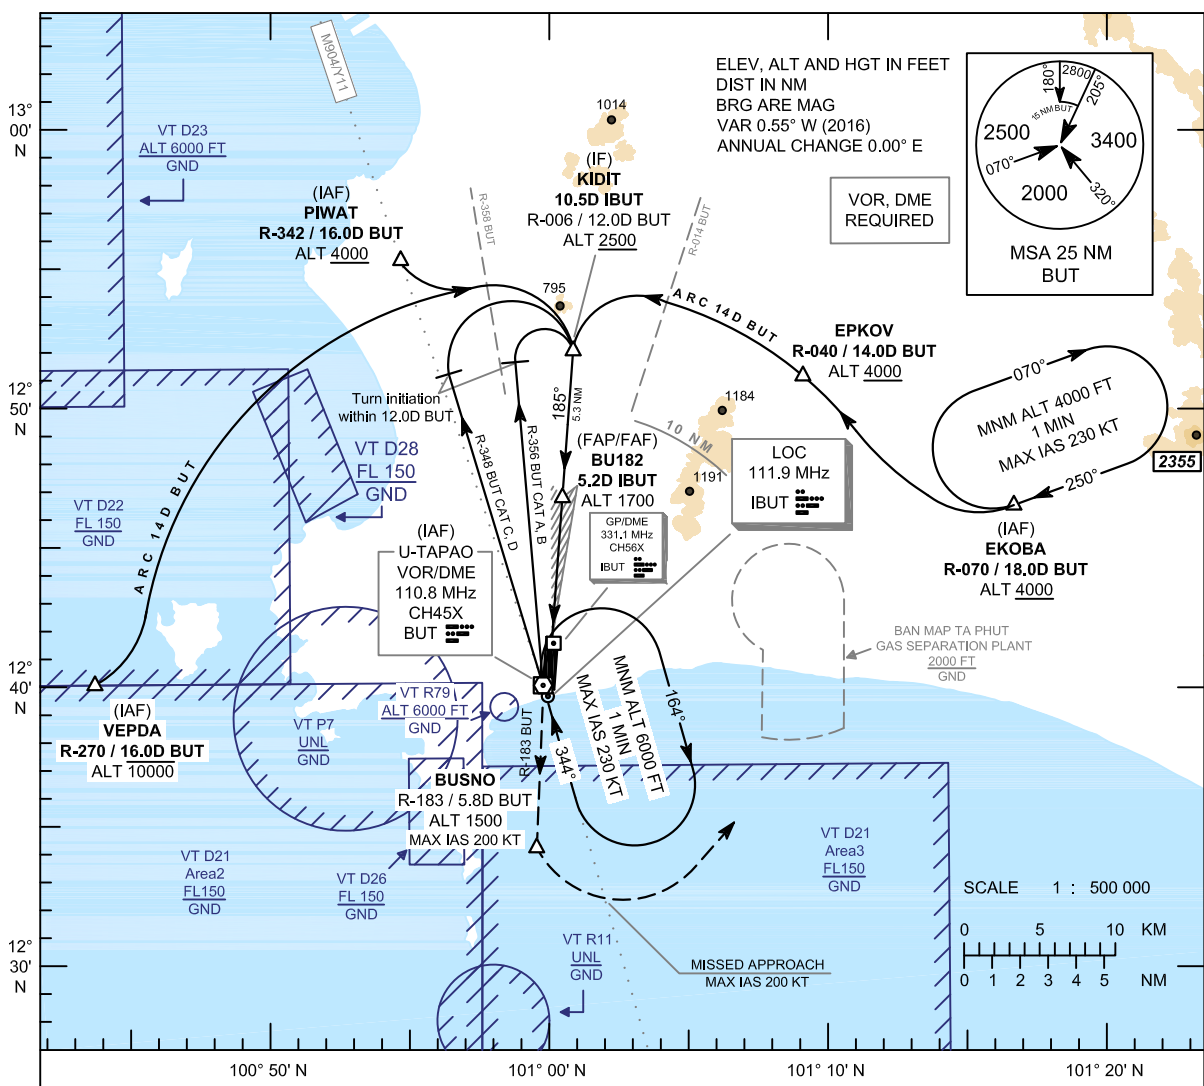 M904/Y11
ELEV, ALT AND HGT IN FEET
DIST IN NM
BRG ARE MAG
VAR 0.55° W (2016)
ANNUAL CHANGE 0.00° E
180°
2800
205°
15 NM BUT
2500
3400
070°
2000
320°
MSA 25 NM
BUT
VOR, DME
REQUIRED
13°
00'
N
VT D23
ALT 6000 FT
GND
1014
(IF)
KIDIT
10.5D IBUT
R-006 / 12.0D BUT
ALT 2500
(IAF)
PIWAT
R-342 / 16.0D BUT
ALT 4000
R-358 BUT
R-014 BUT
795
ARC 14D BUT
EPKOV
R-040 / 14.0D BUT
ALT 4000
070°
MNM ALT 4000 FT
1 MIN
MAX IAS 230 KT
250°
2355
12°
50'
N
Turn initiation
within 12.0D BUT
185°
5.3 NM
1184
10 NM
1191
VT D28
FL 150
GND
R-348 BUT CAT C, D
R-356 BUT CAT A, B
(FAP/FAF)
BU182
5.2D IBUT
ALT 1700
LOC
111.9 MHz
IBUT
GP/DME
331.1 MHz
CH56X
IBUT
VT D22
FL 150
GND
ARC 14D BUT
(IAF)
U-TAPAO
VOR/DME
110.8 MHz
CH45X
BUT
(IAF)
EKOBA
R-070 / 18,0D BUT
ALT 4000
BAN MAP TA PHUT
GAS SEPARATION PLANT
2000 FT
GND
12°
40'
N
(IAF)
VEPDA
R-270 / 16.0D BUT
ALT 10000
VT P7
UNL
GND
VT R79
ALT 6000 FT
GND
R-183 BUT
344°
MNM ALT 6000 FT
1 MIN
MAX IAS 230 KT
164°
BUSNO
R-183 / 5.8D BUT
ALT 1500
MAX IAS 200 KT
VT D21
Area2
FL150
GND
VT D26
FL 150
GND
VT D21
Area3
FL150
GND
SCALE 1 : 500 000
0 5 10 KM
0 1 2 3 4 5 NM
12°
30'
N
VT R11
UNL
GND
MISSED APPROACH
MAX IAS 200 KT
100° 50' N
101° 00' N
101° 10' N
101° 20' N